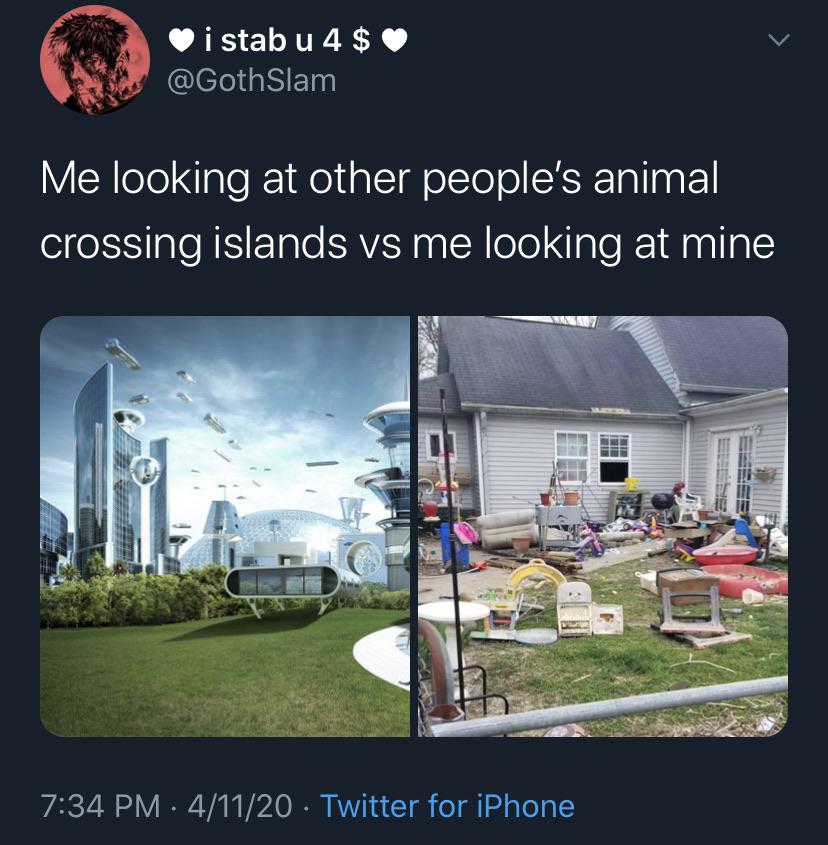 🤍 i stab u 4 $ 🤍
@GothSlam
Me looking at other people’s animal
crossing islands vs me looking at mine
7:34 PM · 4/11/20 · Twitter for iPhone